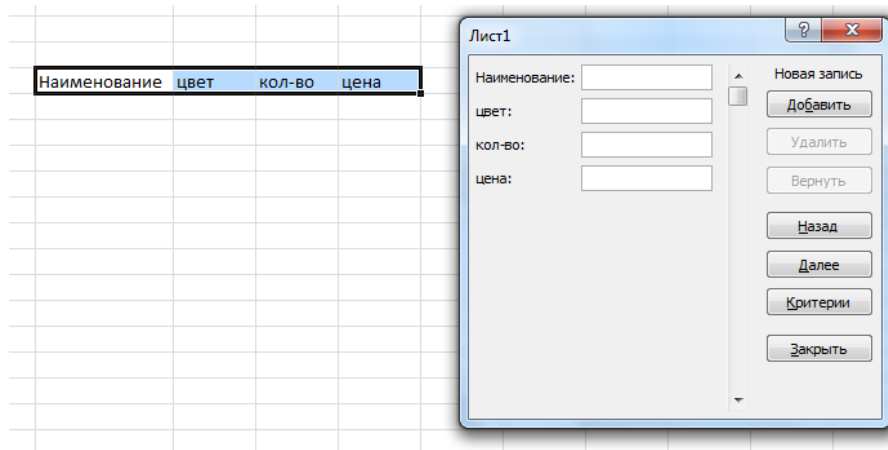 Наименование цвет кол-во цена
Лист1
Наименование:
цвет:
кол-во:
цена:
Новая запись
Добавить
Удалить
Вернуть
Назад
Далее
Критерии
Закрыть